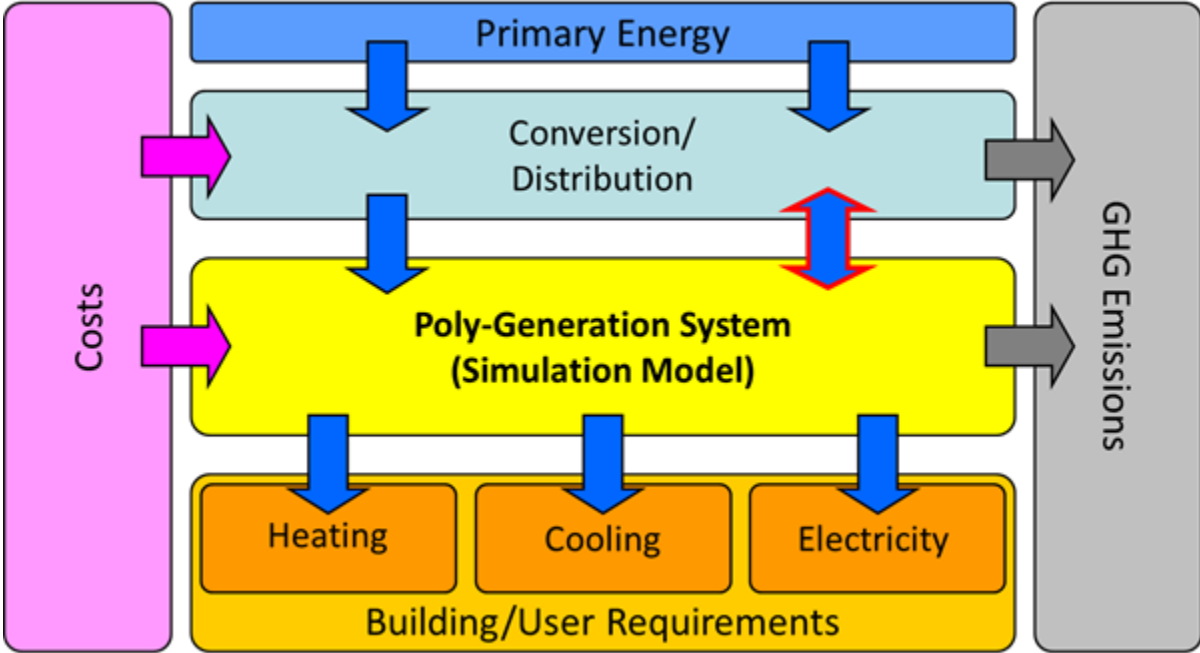 Primary Energy
Conversion/
Distribution
Costs
Poly-Generation System
(Simulation Model)
GHG Emissions
Heating
Cooling
Electricity
Building/User Requirements